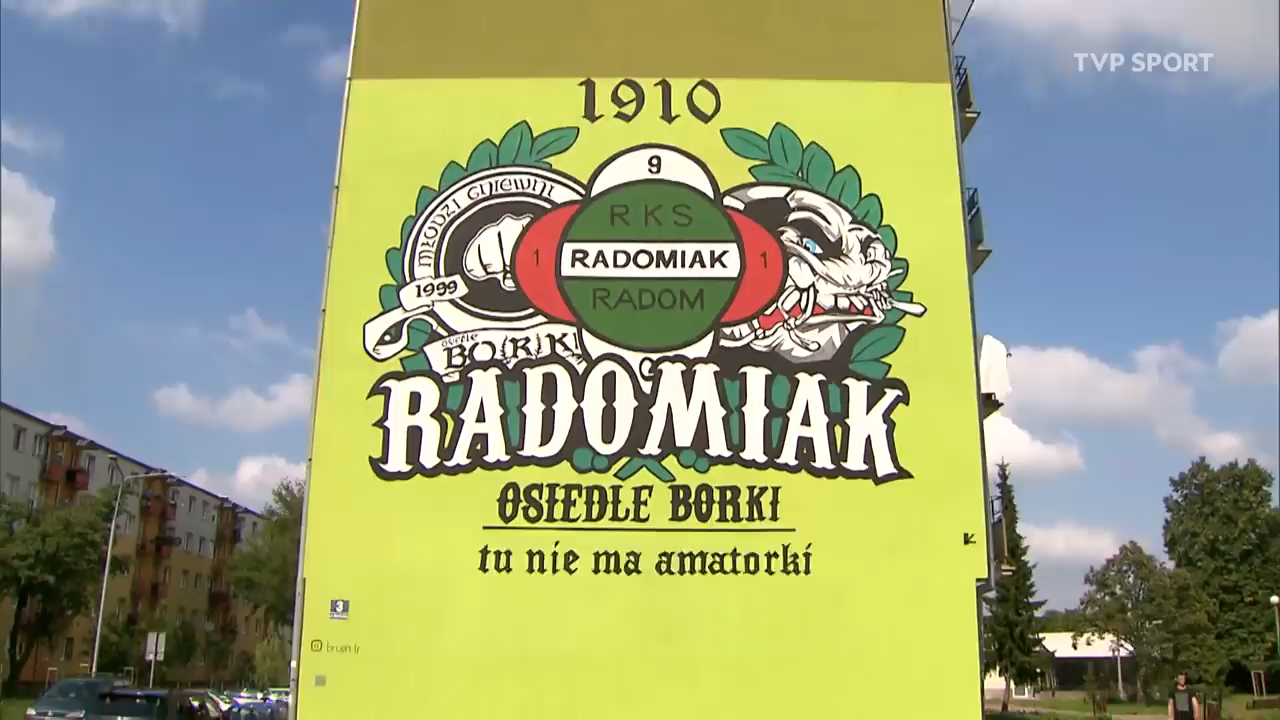 TVP SPORT
1910
MŁODZI GNIEWNI
1999
BORKI
9
RKS
1 RADOMIAK 1
RADOM
RADOMIAK
OSIEDLE BORKI
tu nie ma amatorki
3